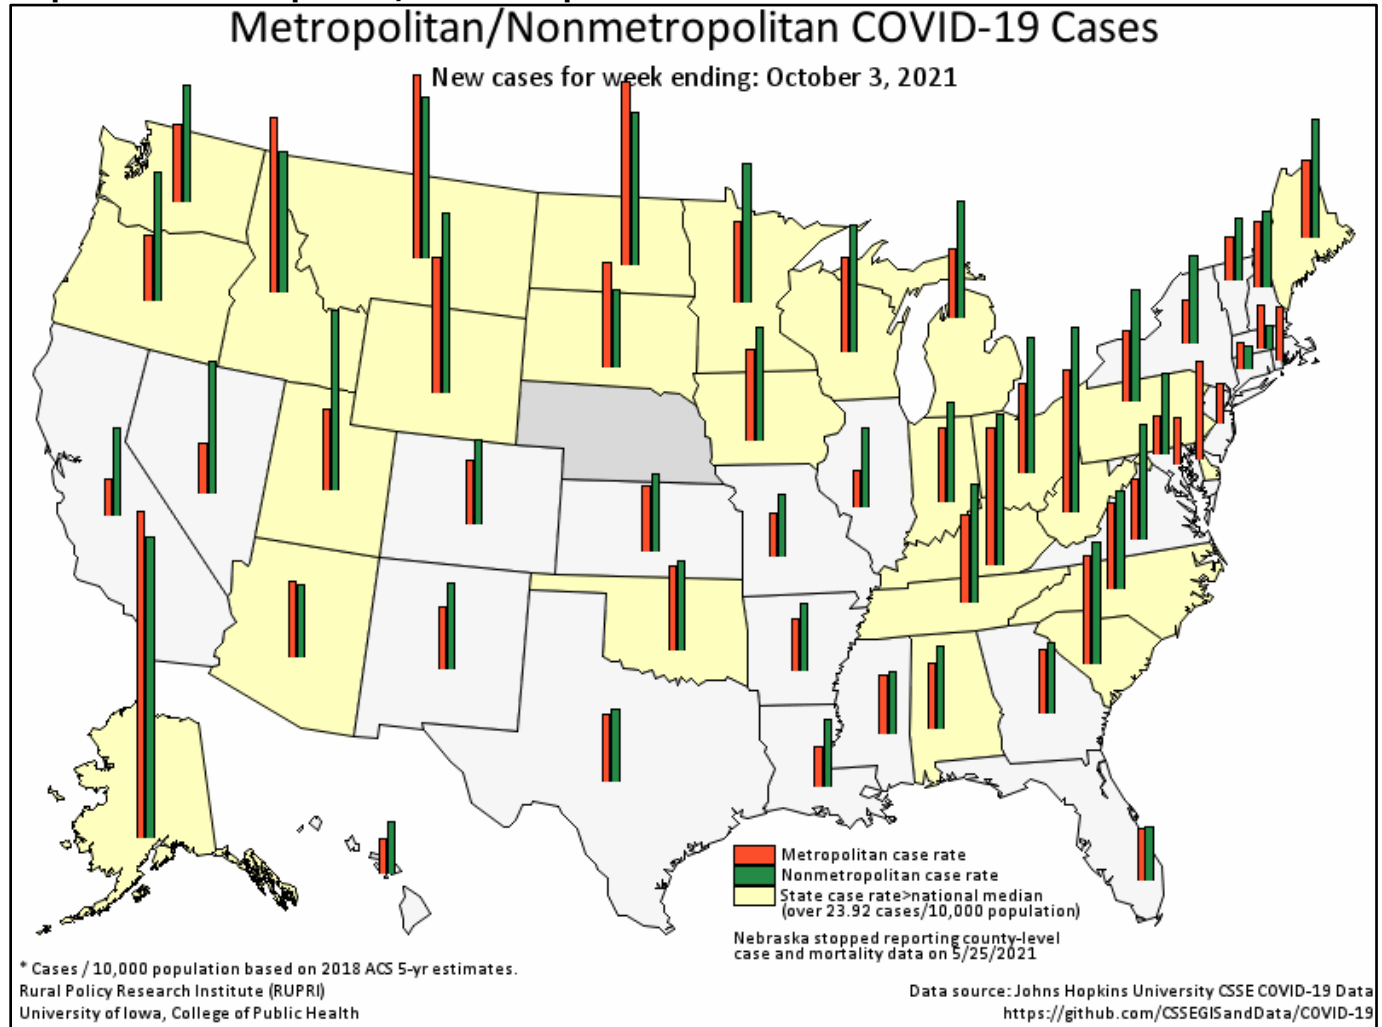 Metropolitan/Nonmetropolitan COVID-19 Cases
New cases for week ending: October 3, 2021
Metropolitan case rate
Nonmetropolitan case rate
State case rate>national median
(over 23.92 cases/10,000 population)
Nebraska stopped reporting county-level
case and mortality data on 5/25/2021
* Cases / 10,000 population based on 2018 ACS 5-yr estimates.
Rural Policy Research Institute (RUPRI)
University of Iowa, College of Public Health
Data source: Johns Hopkins University CSSE COVID-19 Data
https://github.com/CSSEGISandData/COVID-19